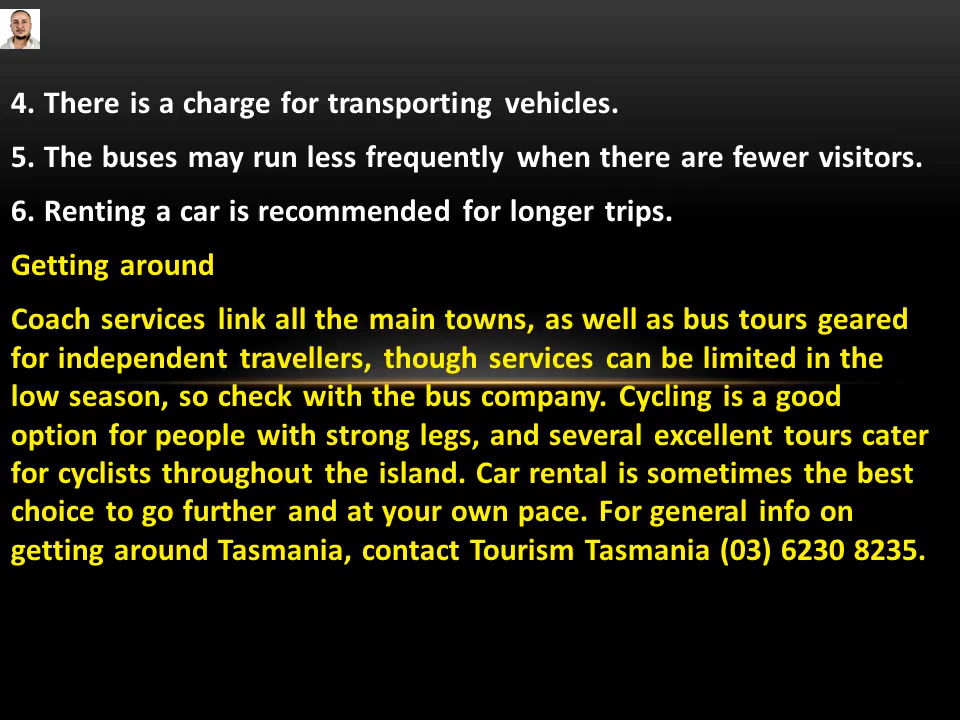 4. There is a charge for transporting vehicles.
5. The buses may run less frequently when there are fewer visitors.
6. Renting a car is recommended for longer trips.
Getting around
Coach services link all the main towns, as well as bus tours geared
for independent travellers, though services can be limited in the
low season, so check with the bus company. Cycling is a good
option for people with strong legs, and several excellent tours cater
for cyclists throughout the island. Car rental is sometimes the best
choice to go further and at your own pace. For general info on
getting around Tasmania, contact Tourism Tasmania (03) 6230 8235.